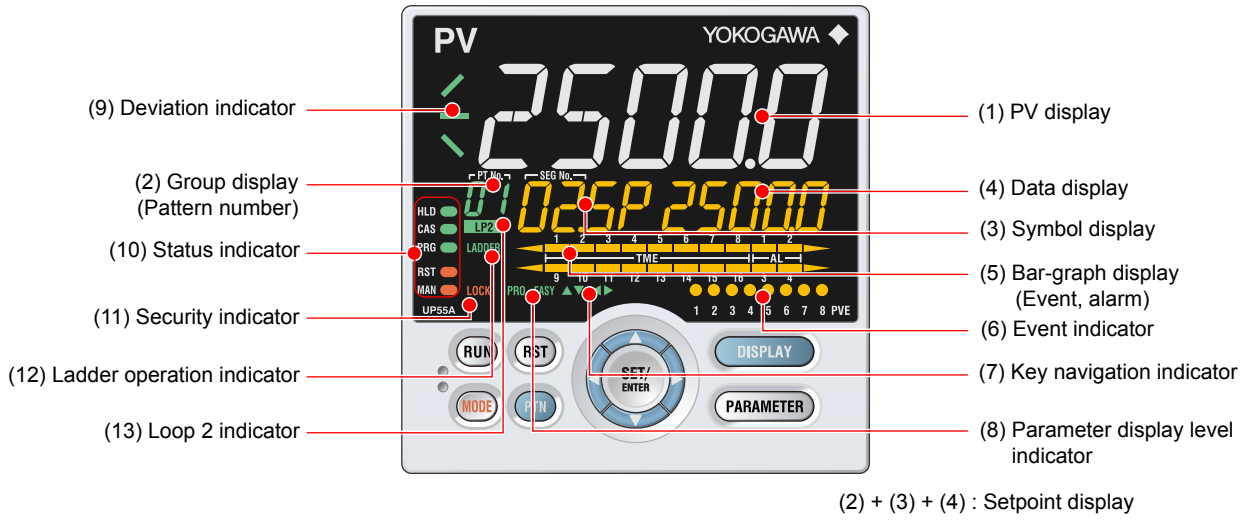 PV
YOKOGAWA
2500.0
(9) Deviation indicator
(1) PV display
PT No.
SEG No.
(2) Group display
(Pattern number)
01
02.SP 250.00
(4) Data display
HLD
CAS
PRG
RST
MAN
LP2
LADDER
LOCK
(3) Symbol display
1 2 3 4 5 6 7 8 1 2
TME
AL
9 10 11 12 13 14 15 16 3 4
(10) Status indicator
(5) Bar-graph display
(Event, alarm)
PRO
EASY
UP55A
1 2 3 4 5 6 7 8 PVE
(11) Security indicator
(6) Event indicator
RUN
RST
DISPLAY
(12) Ladder operation indicator
SET/
ENTER
(7) Key navigation indicator
MODE
PTN
PARAMETER
(13) Loop 2 indicator
(8) Parameter display level
indicator
(2) + (3) + (4) : Setpoint display